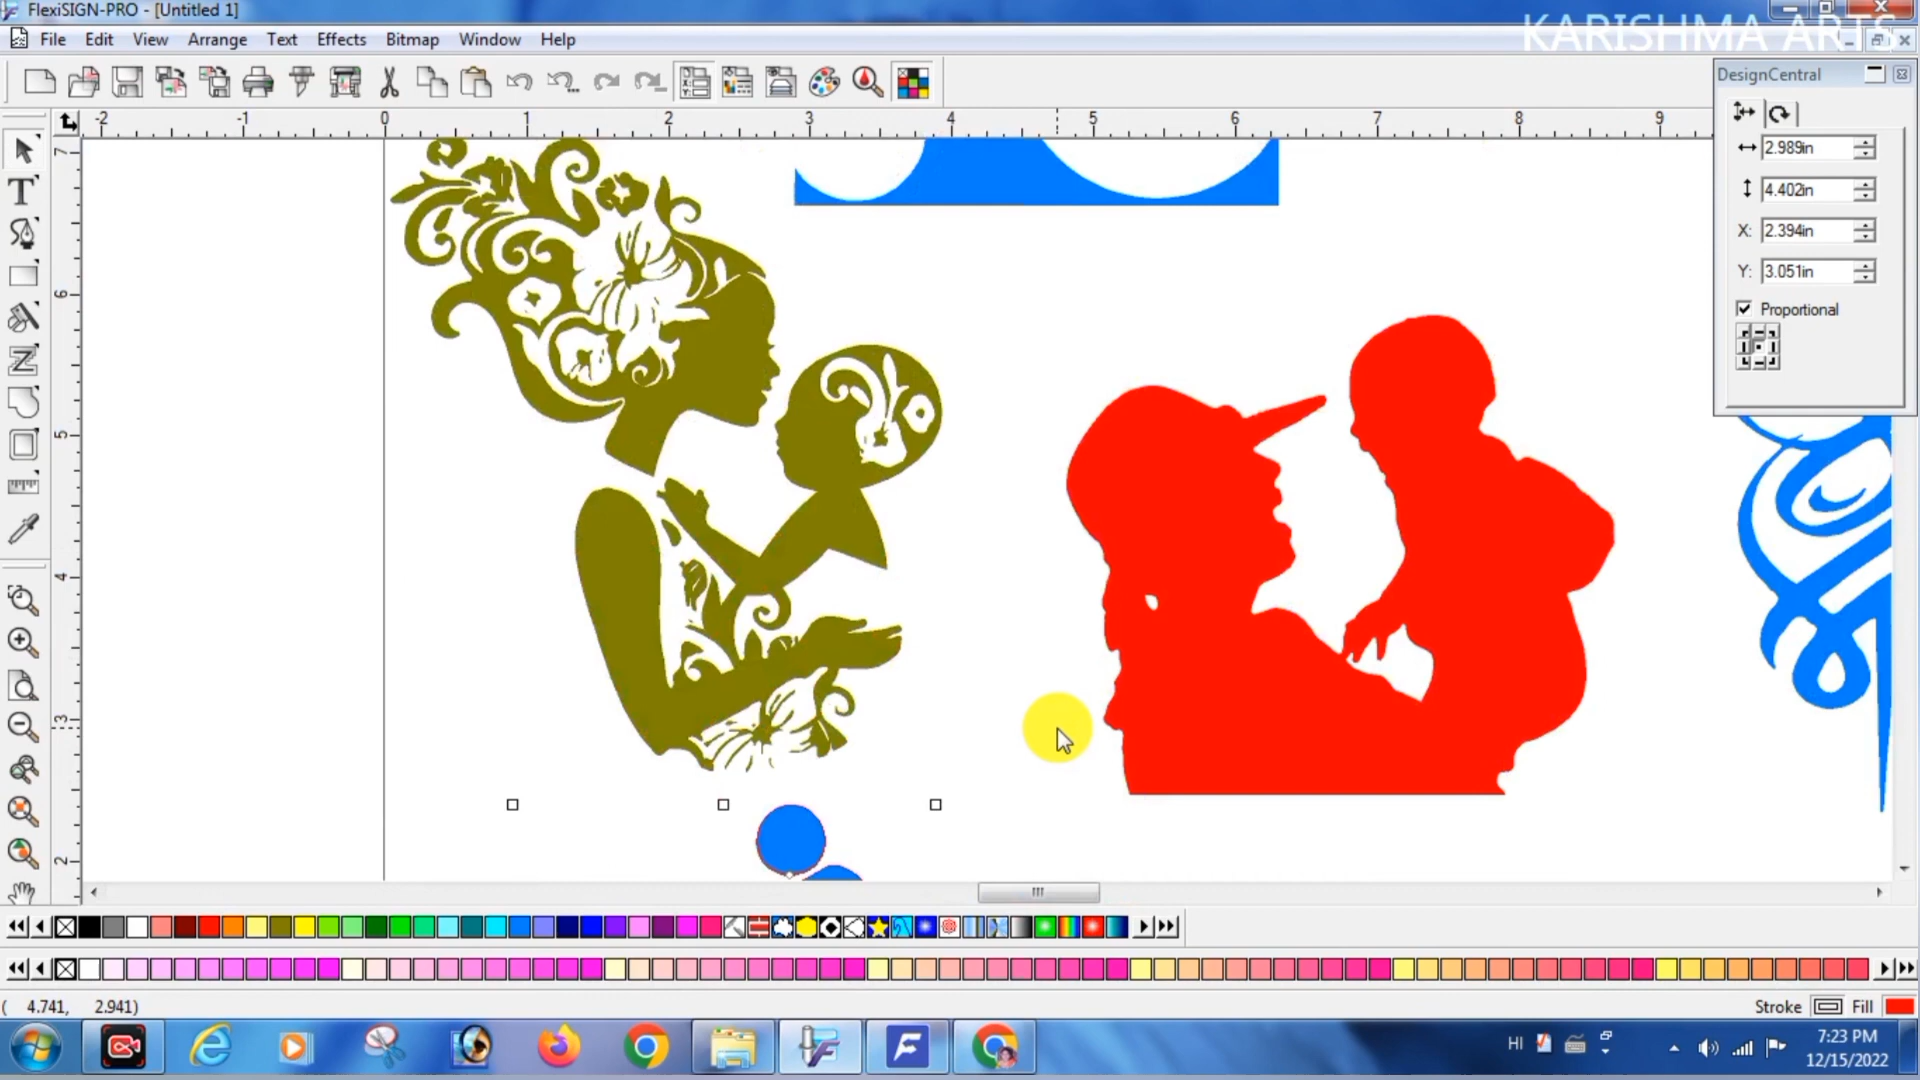 FlexiSIGN-PRO - [Untitled 1]
KARISHMA ARTS
File Edit View Arrange Text Effects Bitmap Window Help
DesignCentral
-2 -1 0 1 2 3 4 5 6 7 8 9
2.989in
4.402in
X: 2.394in
Y: 3.051in
Proportional
7
6
5
4
3
2
( 4.741, 2.941)
Stroke Fill
HI
7:23 PM
12/15/2022